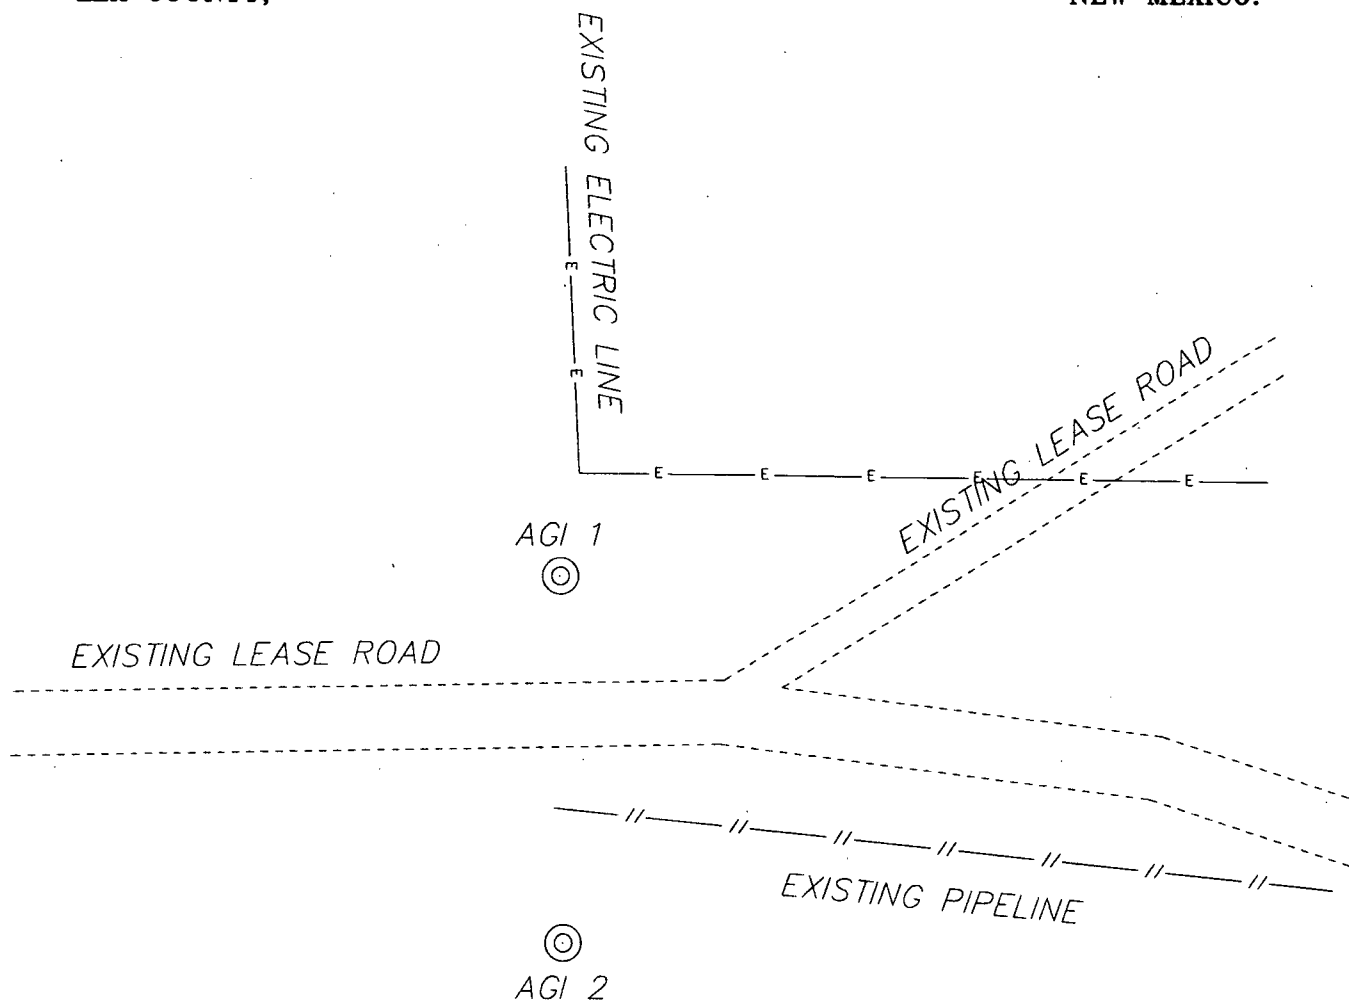 NEW MEXICO.
EXISTING ELECTRIC LINE
E
E
E E E E E E
EXISTING LEASE ROAD
AGI 1
EXISTING LEASE ROAD
// // // // // // //
EXISTING PIPELINE
AGI 2